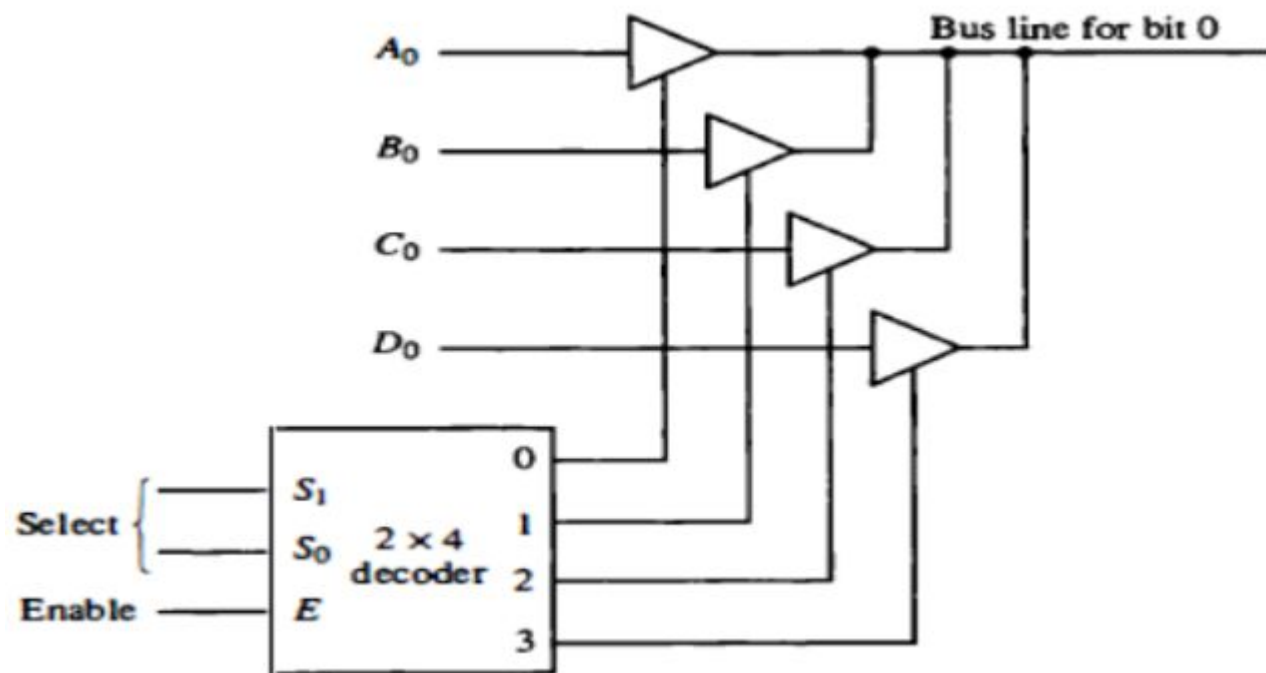 Bus line for bit 0
A₀
B₀
C₀
D₀
0
S₁
Select
1
S₀
2 × 4
decoder
2
Enable
E
3